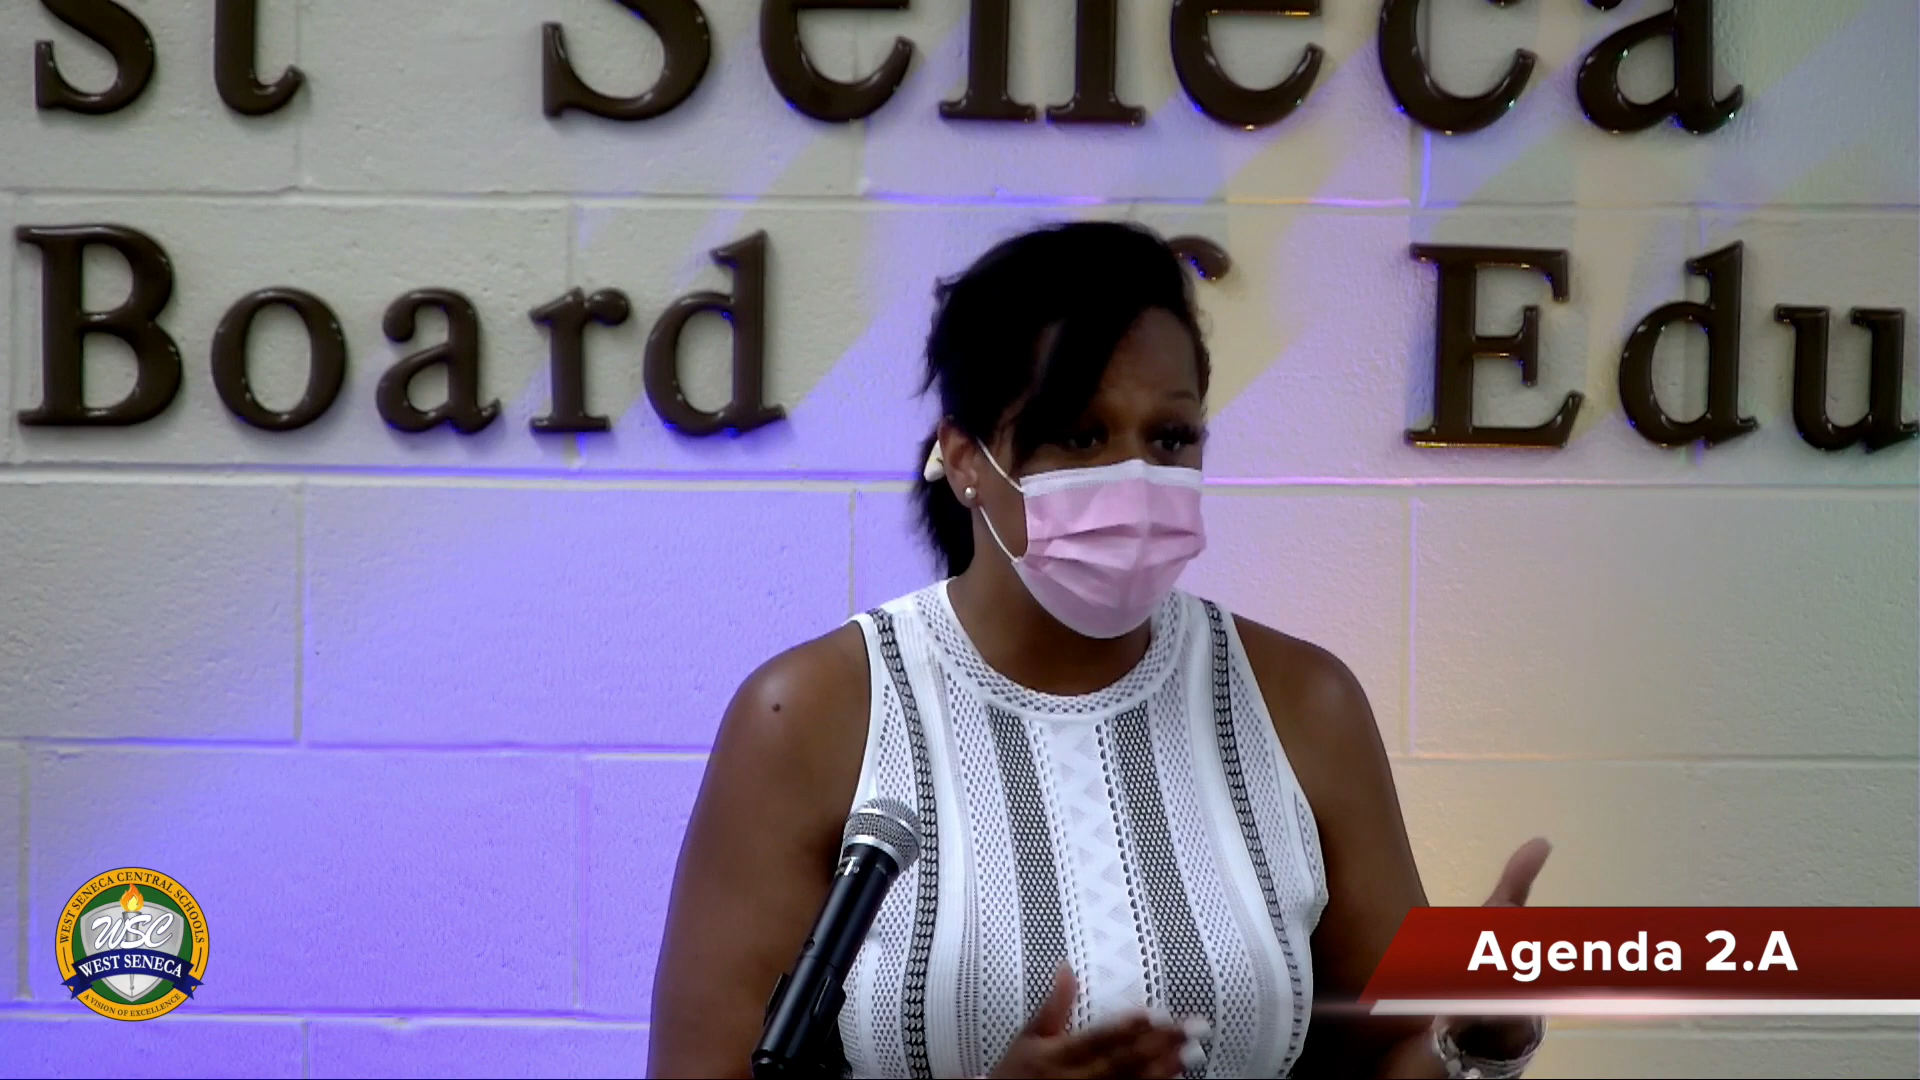 st Seneca
Board f Edu
WEST SENECA CENTRAL SCHOOLS
WSC
WEST SENECA
A VISION OF EXCELLENCE
Agenda 2.A